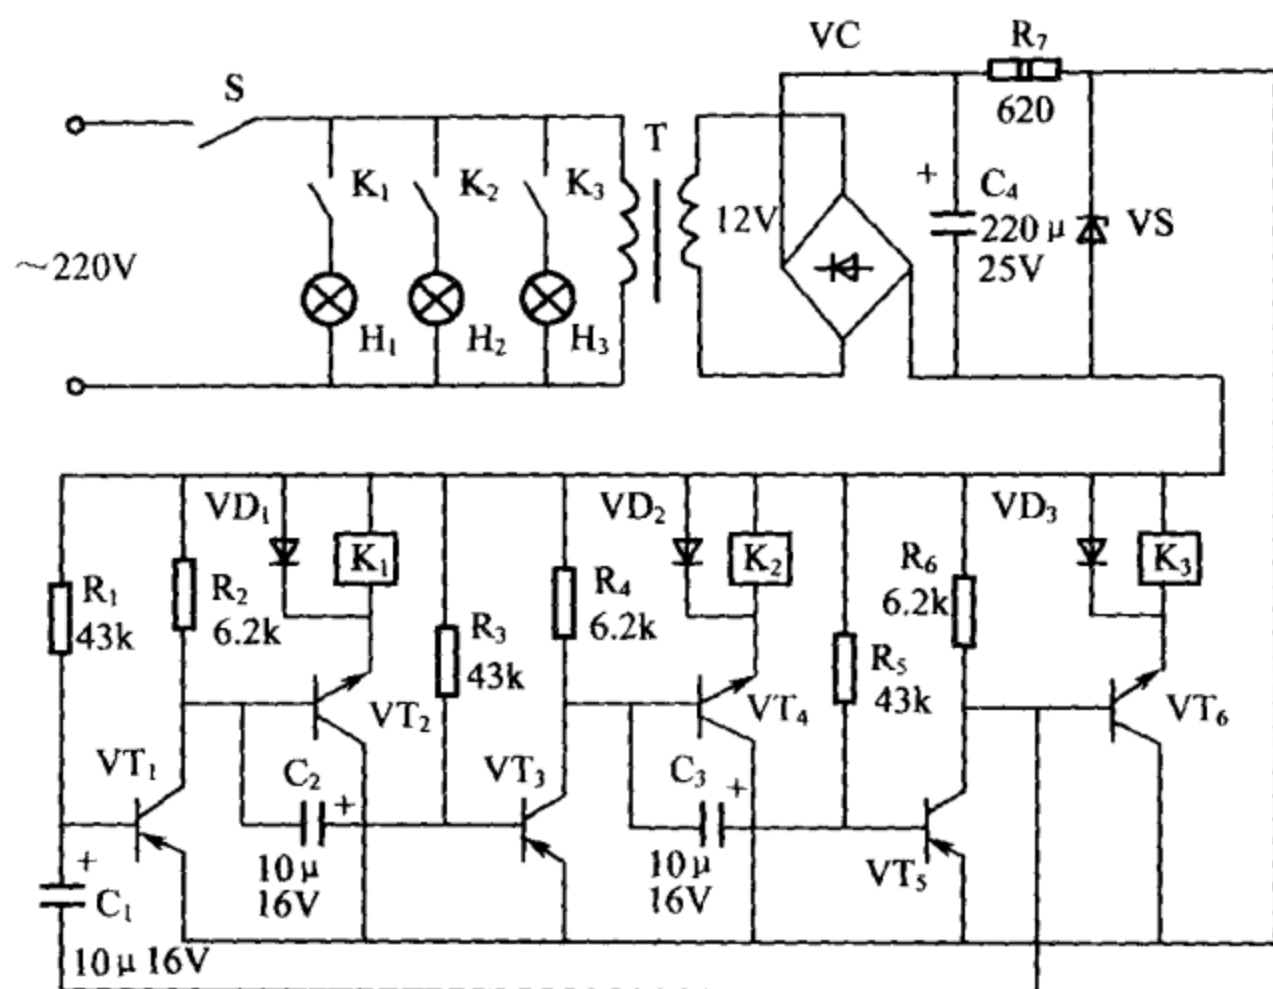 VC
R₇
S
620
T
K₁
K₂
K₃
+
C₄
12V
220μ
VS
~220V
25V
H₁
H₂
H₃
VD₁
VD₂
VD₃
K₁
K₂
K₃
R₁
43k
R₂
6.2k
R₃
43k
R₄
6.2k
R₅
43k
R₆
6.2k
VT₂
VT₄
VT₆
VT₁
C₂
+
VT₃
C₃
+
10μ
16V
10μ
16V
VT₅
+
C₁
10μ 16V